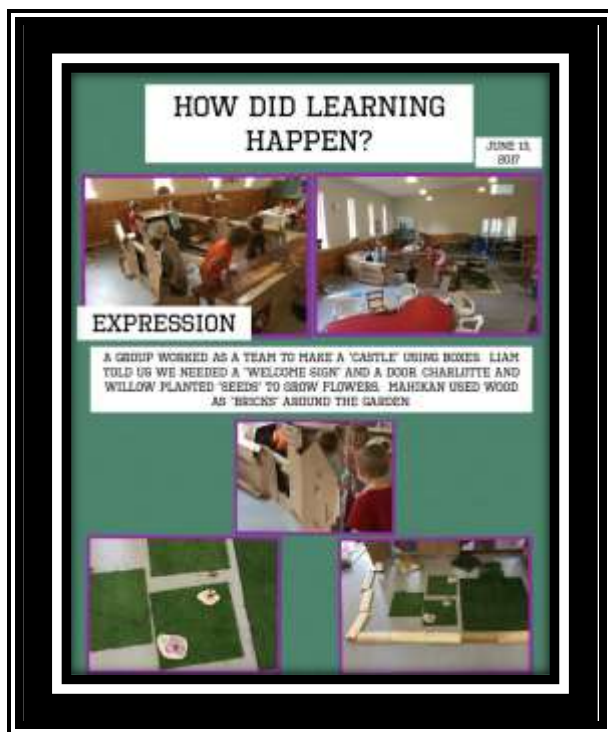 HOW DID LEARNING
HAPPEN?
JUNE 13,
2017
EXPRESSION
A GROUP WORKED AS A TEAM TO MAKE A "CASTLE" USING BOXES. LIAM
TOLD US WE NEEDED A "WELCOME SIGN" AND A DOOR. CHARLOTTE AND
WILLOW PLANTED "SEEDS" TO GROW FLOWERS. MAHIKAN USED WOOD
AS "BRICKS" AROUND THE GARDEN